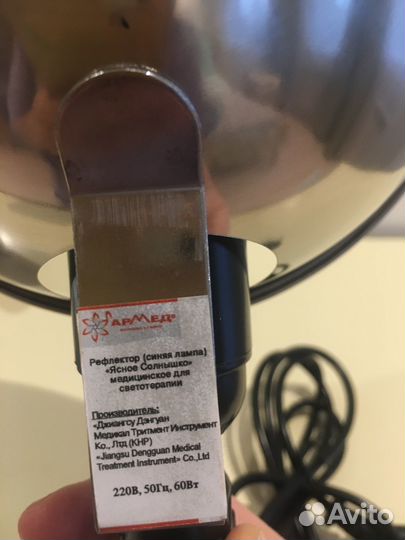 АРМЕД®
Рефлектор (синяя лампа)
«Ясное Солнышко»
медицинское для
светотерапии
Производитель:
«Джиангсу Дэнгуан
Медикал Тритмент Инструмент
Ко., Лтд (КНР)
«Jiangsu Dengguan Medical
Treatment instrument» Co.,Ltd
220В, 50Гц, 60Вт
Avito